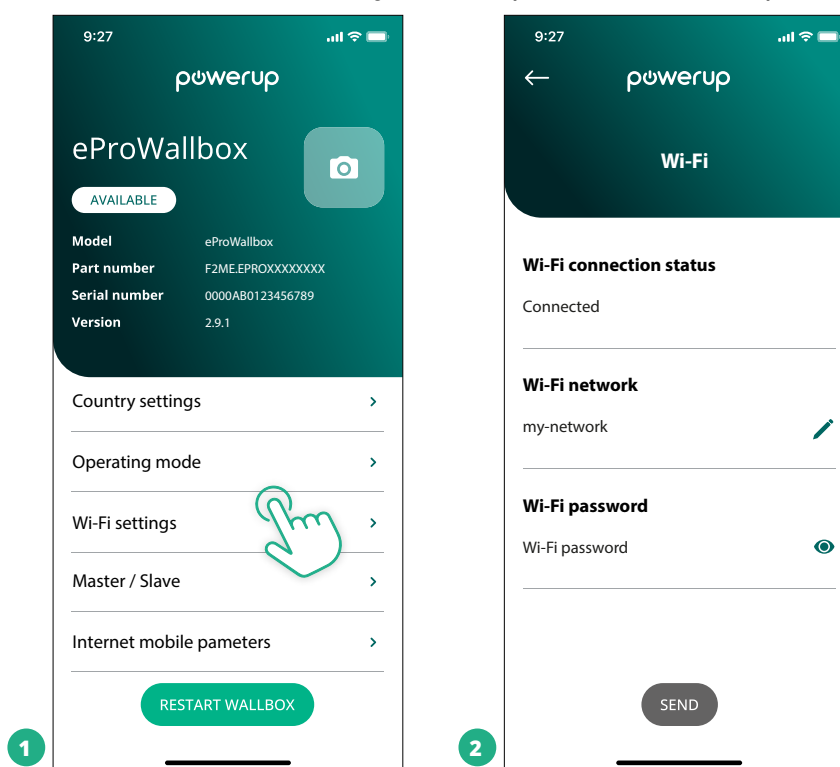 9:27
powerup
eProWallbox
AVAILABLE
Model eProWallbox
Part number F2ME.EPROXXXXXXXX
Serial number 0000AB0123456789
Version 2.9.1
Country settings
Operating mode
Wi-Fi settings
Master / Slave
Internet mobile pameters
RESTART WALLBOX
1
9:27
powerup
Wi-Fi
Wi-Fi connection status
Connected
Wi-Fi network
my-network
Wi-Fi password
Wi-Fi password
SEND
2